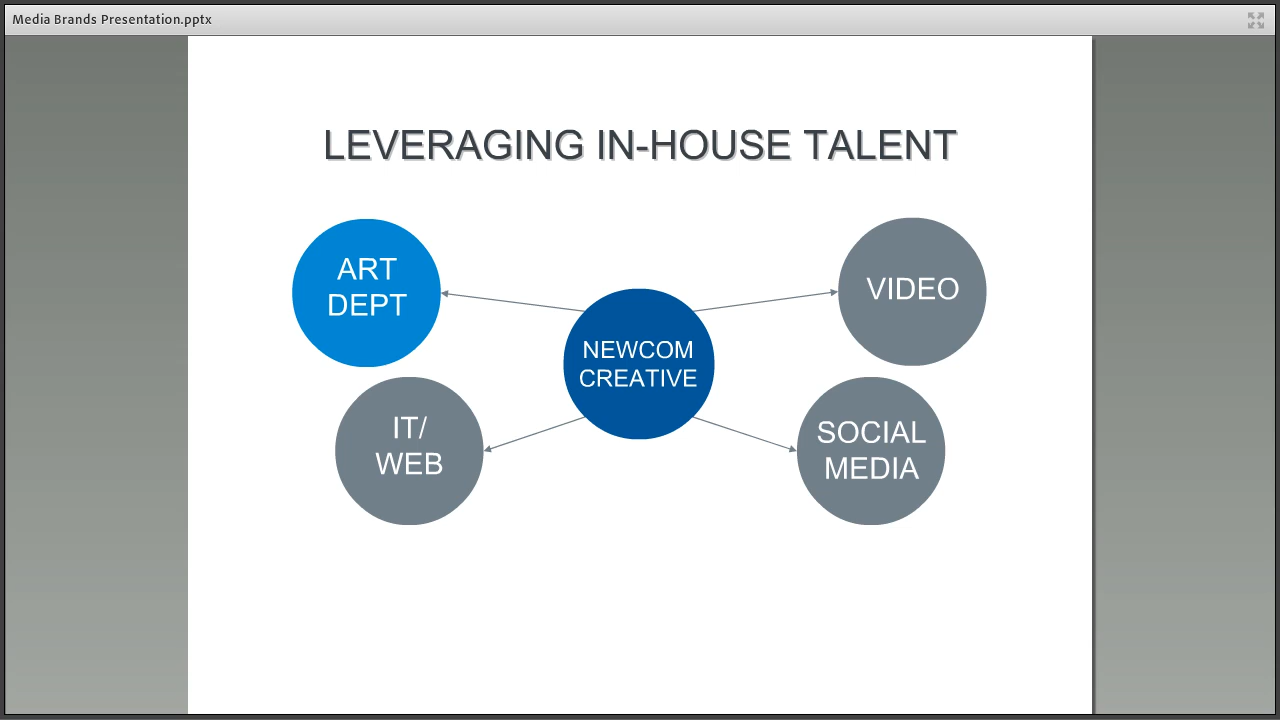 Media Brands Presentation.pptx
LEVERAGING IN-HOUSE TALENT
ART
DEPT
VIDEO
NEWCOM
CREATIVE
IT/
WEB
SOCIAL
MEDIA